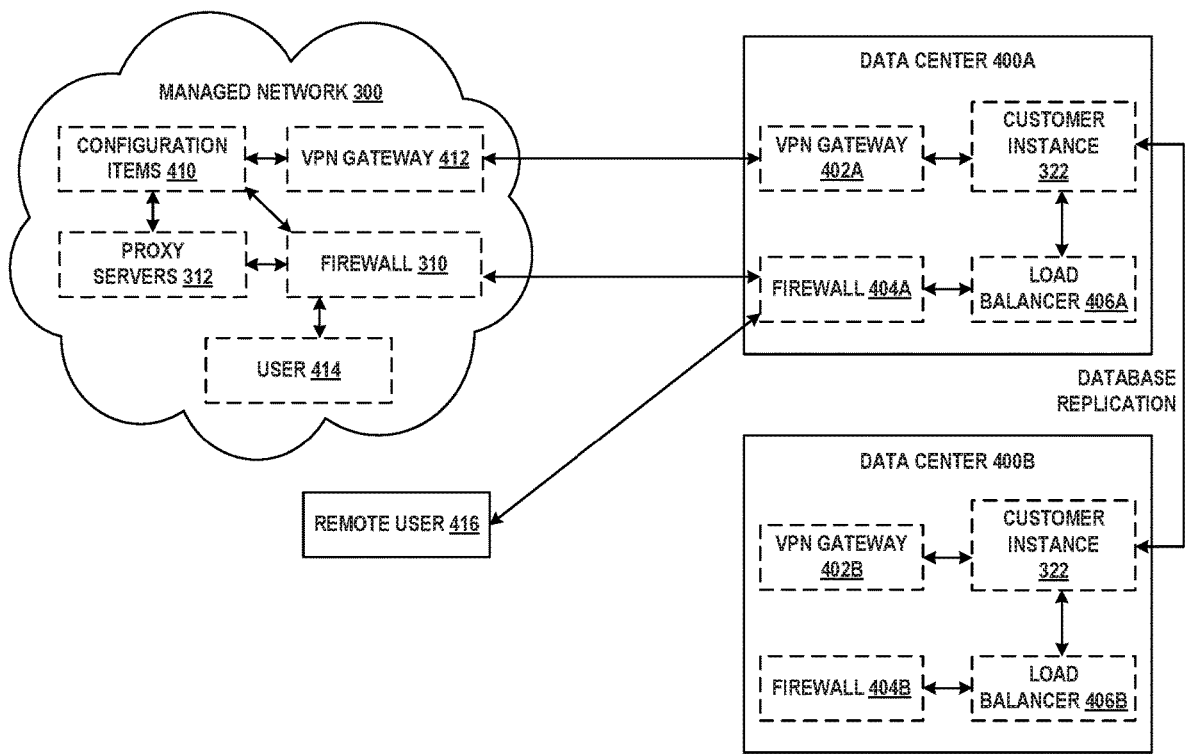 MANAGED NETWORK 300
CONFIGURATION
ITEMS 410
VPN GATEWAY 412
PROXY
SERVERS 312
FIREWALL 310
USER 414
REMOTE USER 416
DATA CENTER 400A
VPN GATEWAY
402A
CUSTOMER
INSTANCE
322
FIREWALL 404A
LOAD
BALANCER 406A
DATABASE
REPLICATION
DATA CENTER 400B
VPN GATEWAY
402B
CUSTOMER
INSTANCE
322
FIREWALL 404B
LOAD
BALANCER 406B